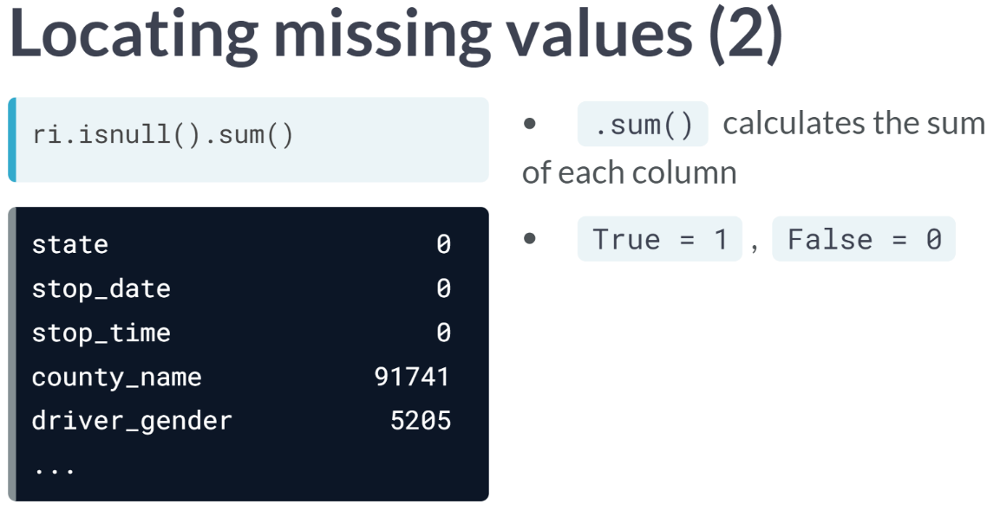 Locating missing values (2)
ri.isnull().sum()
state 0
stop_date 0
stop_time 0
county_name 91741
driver_gender 5205
...
• .sum() calculates the sum
of each column
• True = 1 , False = 0